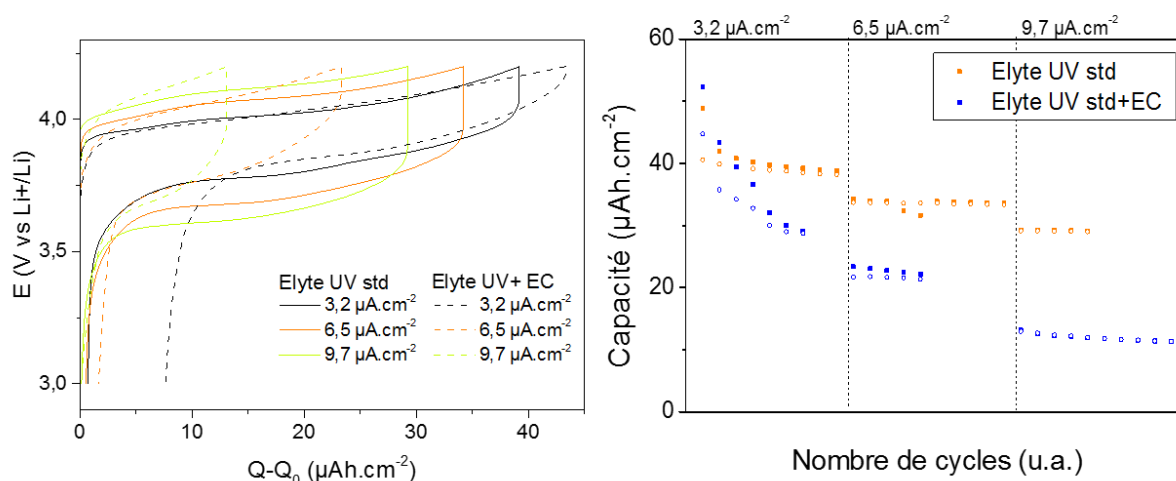 E (V vs Li+/Li)
4,0
3,5
3,0
Elyte UV std
3,2 µA.cm⁻²
6,5 µA.cm⁻²
9,7 µA.cm⁻²
Elyte UV+ EC
3,2 µA.cm⁻²
6,5 µA.cm⁻²
9,7 µA.cm⁻²
0 10 20 30 40
Q-Q₀ (µAh.cm⁻²)
3,2 µA.cm⁻² 6,5 µA.cm⁻² 9,7 µA.cm⁻²
Elyte UV std
Elyte UV std+EC
Capacité (µAh.cm⁻²)
60
40
20
0
Nombre de cycles (u.a.)